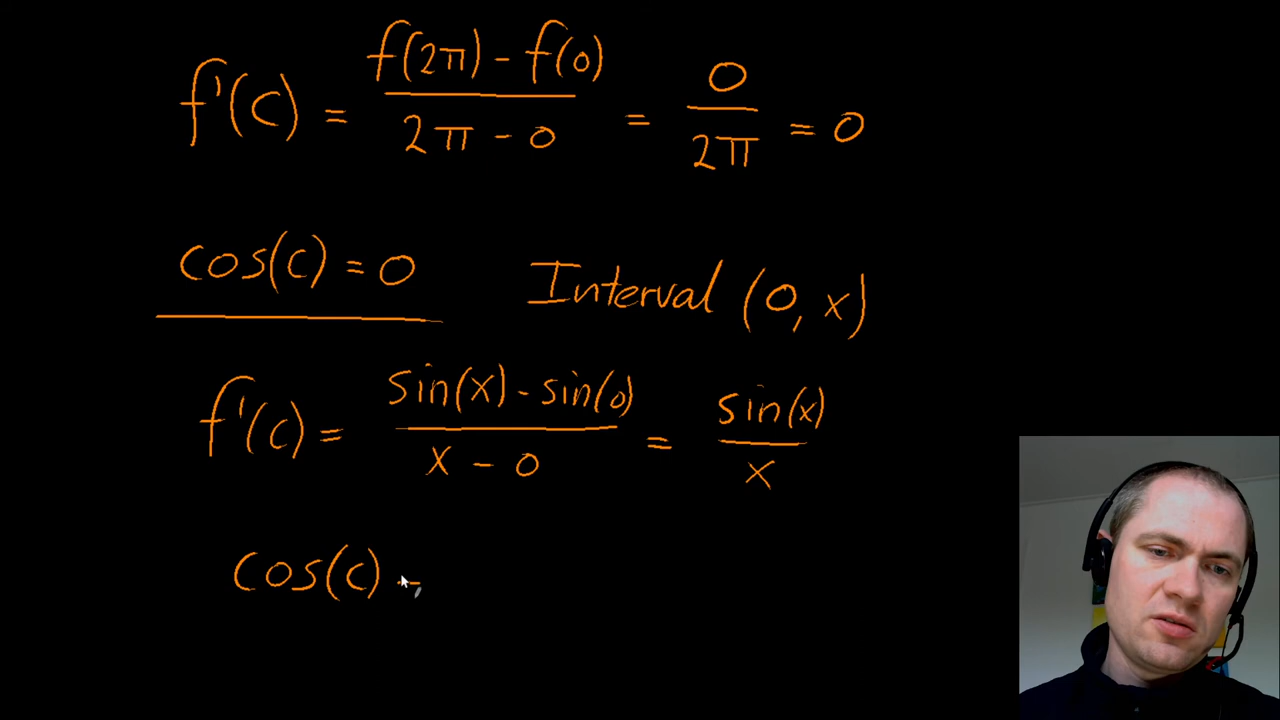 f'(c) = f(2π) - f(0) / 2π - 0 = 0 / 2π = 0
cos(c) = 0 Interval (0, x)
f'(c) = sin(x) - sin(0) / x - 0 = sin(x) / x
cos(c) -